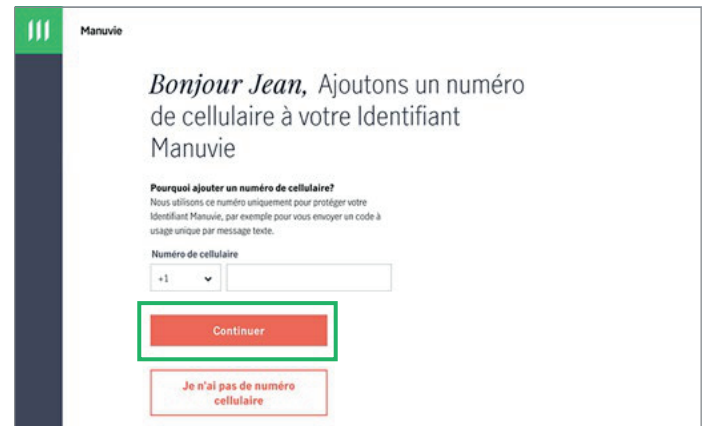 Manuvie
Bonjour Jean, Ajoutons un numéro
de cellulaire à votre Identifiant
Manuvie
Pourquoi ajouter un numéro de cellulaire?
Nous utilisons ce numéro uniquement pour protéger votre
Identifiant Manuvie, par exemple pour vous envoyer un code à
usage unique par message texte.
Numéro de cellulaire
+1
Continuer
Je n'ai pas de numéro
cellulaire